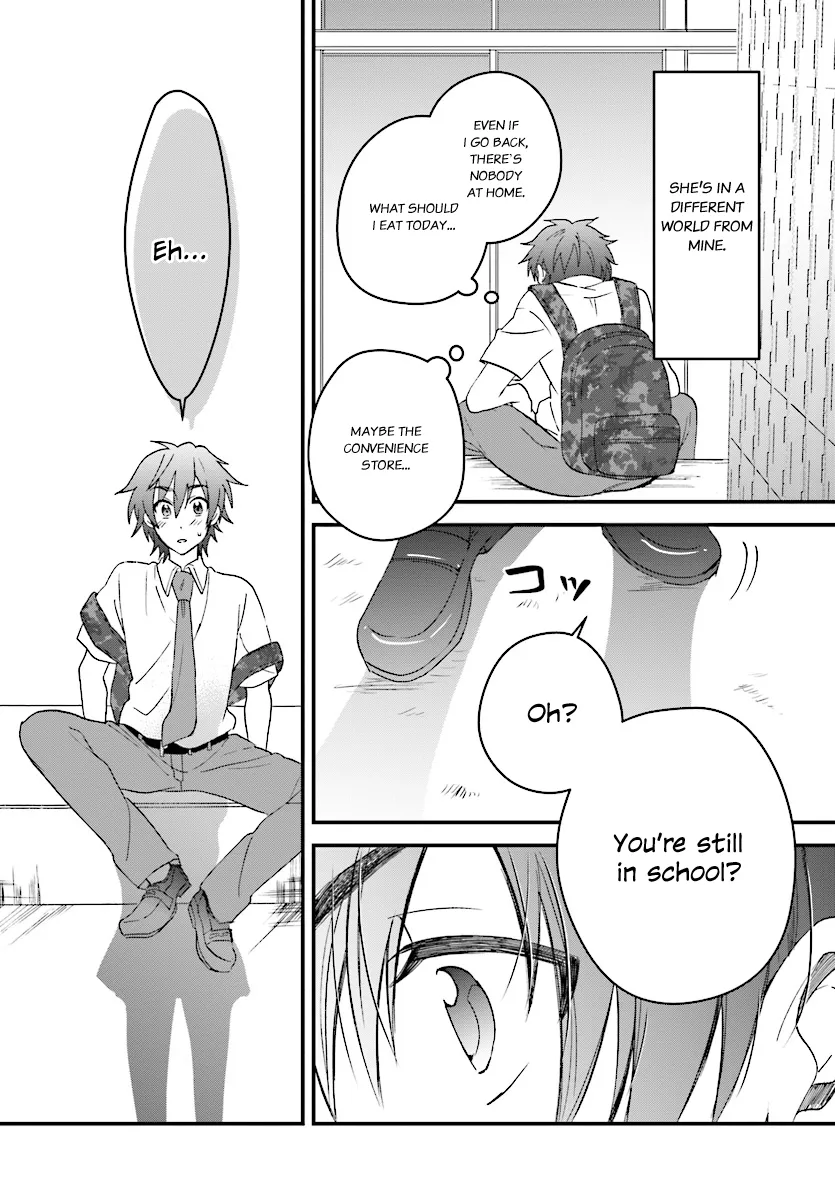 SHE'S IN A
DIFFERENT
WORLD FROM
MINE.
EVEN IF
I GO BACK,
THERE'S
NOBODY
AT HOME.
WHAT SHOULD
I EAT TODAY...
MAYBE THE
CONVENIENCE
STORE...
コッ
Oh?
You're still
in school?
Eh...